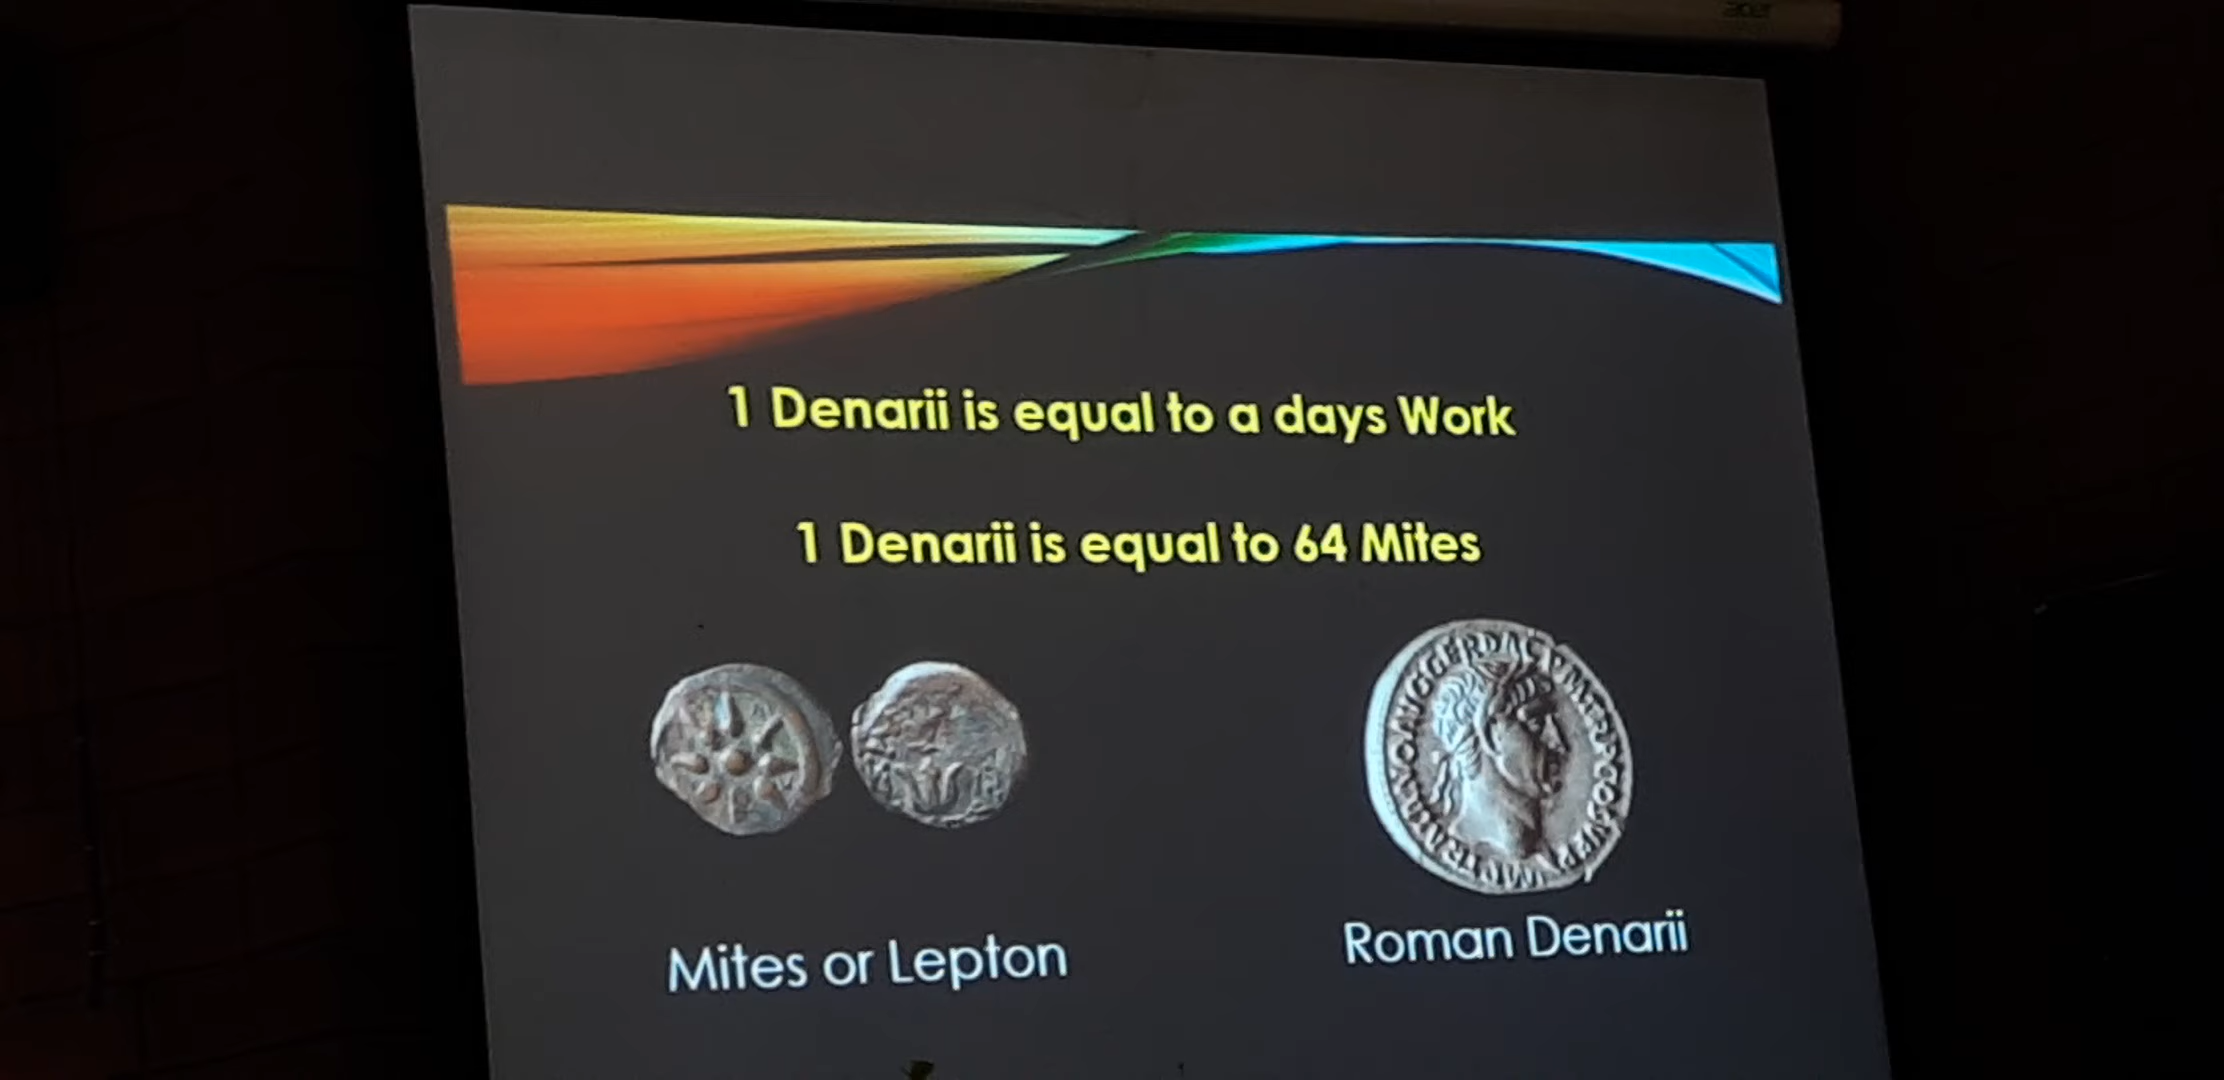 acer
1 Denarii is equal to a days Work
1 Denarii is equal to 64 Mites
Mites or Lepton
Roman Denarii